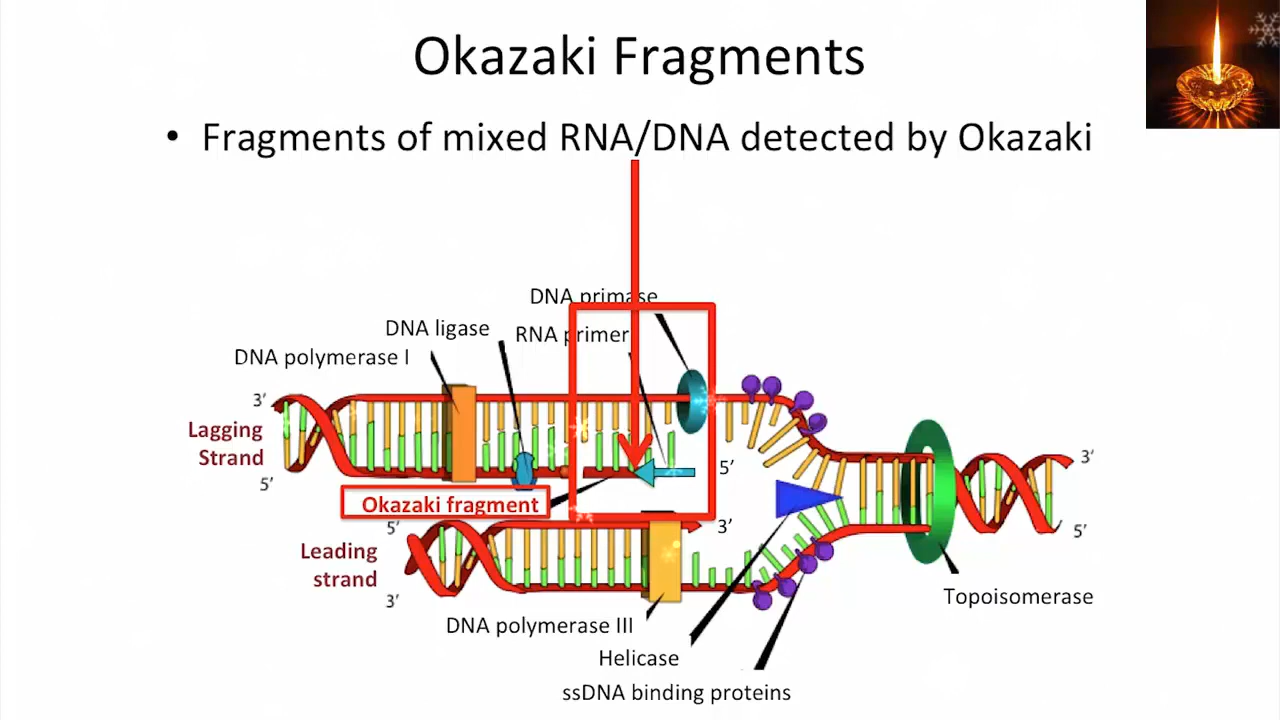 Okazaki Fragments
• Fragments of mixed RNA/DNA detected by Okazaki
DNA primase
DNA ligase
RNA primer
DNA polymerase I
3’
Lagging
Strand
5’
5’
Okazaki fragment
3’
5’
5’
3’
Leading
strand
3’
Topoisomerase
DNA polymerase III
Helicase
ssDNA binding proteins